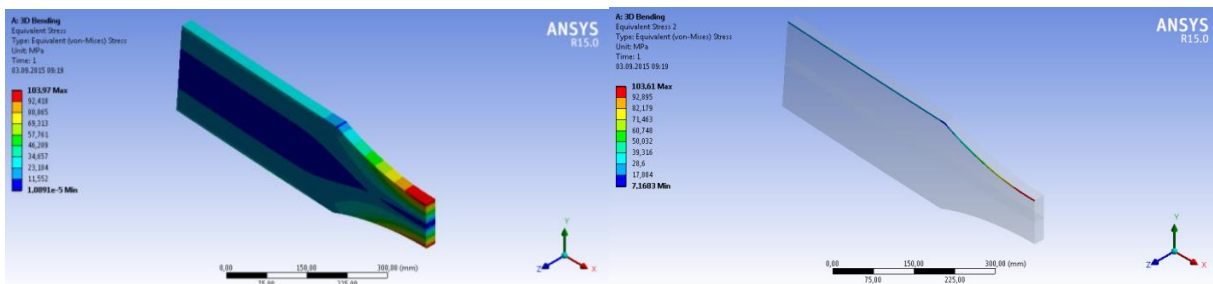 A: 3D Bending
Equivalent Stress
Type: Equivalent (von-Mises) Stress
Unit: MPa
Time: 1
03.09.2015 09:19
103,97 Max
92,418
80,865
69,313
57,761
46,209
34,657
23,104
11,552
1,0891e-5 Min
ANSYS
R15.0
Y
Z
X
0,00
150,00
300,00 (mm)
75,00
225,00
A: 3D Bending
Equivalent Stress 2
Type: Equivalent (von-Mises) Stress
Unit: MPa
Time: 1
03.09.2015 09:19
103,61 Max
92,895
82,179
71,463
60,748
50,032
39,316
28,6
17,884
7,1683 Min
ANSYS
R15.0
Y
Z
X
0,00
150,00
300,00 (mm)
75,00
225,00